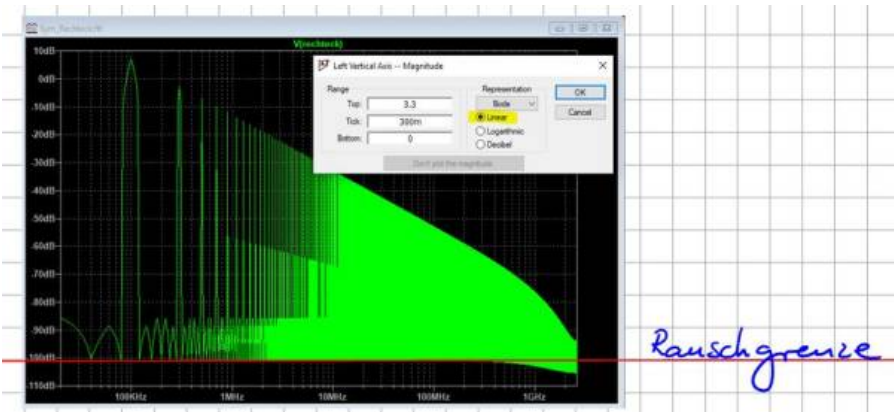 V(rechteck)
10dB
0dB
-10dB
-20dB
-30dB
-40dB
-50dB
-60dB
-70dB
-80dB
-90dB
-100dB
-110dB
100KHz 1MHz 10MHz 100MHz 1GHz
Left Vertical Axis -- Magnitude
Range
Top: 3.3
Tick: 300m
Bottom: 0
Representation
Bode
Linear
Logarithmic
Decibel
OK
Cancel
Don't plot the magnitude
Rauschgrenze